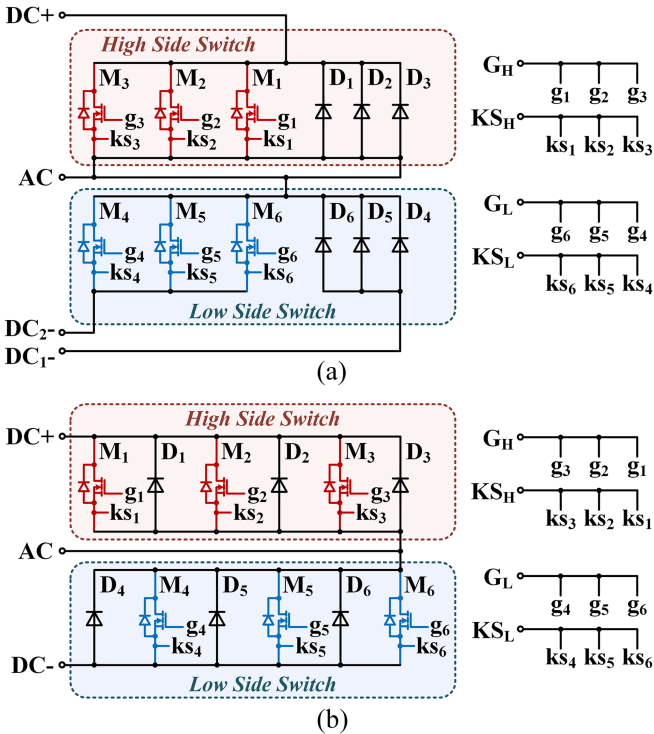 DC+
High Side Switch
M3 M2 M1 D1 D2 D3
g3 g2 g1
ks3 ks2 ks1
GH
g1 g2 g3
KSH
ks1 ks2 ks3
AC
M4 M5 M6 D6 D5 D4
g4 g5 g6
ks4 ks5 ks6
Low Side Switch
GL
g6 g5 g4
KSL
ks6 ks5 ks4
DC2-
DC1-
(a)
High Side Switch
DC+
M1 D1 M2 D2 M3 D3
g1 g2 g3
ks1 ks2 ks3
GH
g3 g2 g1
KSH
ks3 ks2 ks1
AC
D4 M4 D5 M5 D6 M6
g4 g5 g6
ks4 ks5 ks6
DC-
Low Side Switch
GL
g4 g5 g6
KSL
ks4 ks5 ks6
(b)